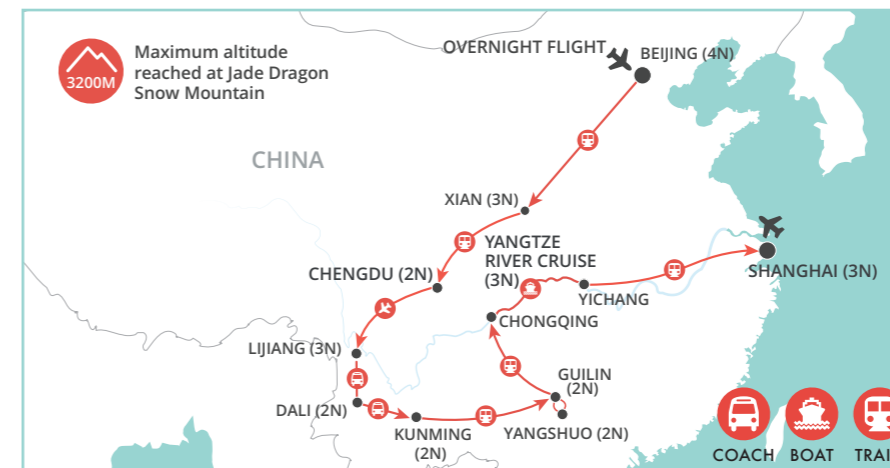 Maximum altitude
reached at Jade Dragon
Snow Mountain
3200M
OVERNIGHT FLIGHT
BEIJING (4N)
CHINA
XIAN (3N)
YANGTZE
RIVER CRUISE
(3N)
CHENGDU (2N)
SHANGHAI (3N)
YICHANG
CHONGQING
LIJIANG (3N)
GUILIN
(2N)
DALI (2N)
KUNMING
(2N)
YANGSHUO (2N)
COACH
BOAT
TRAI